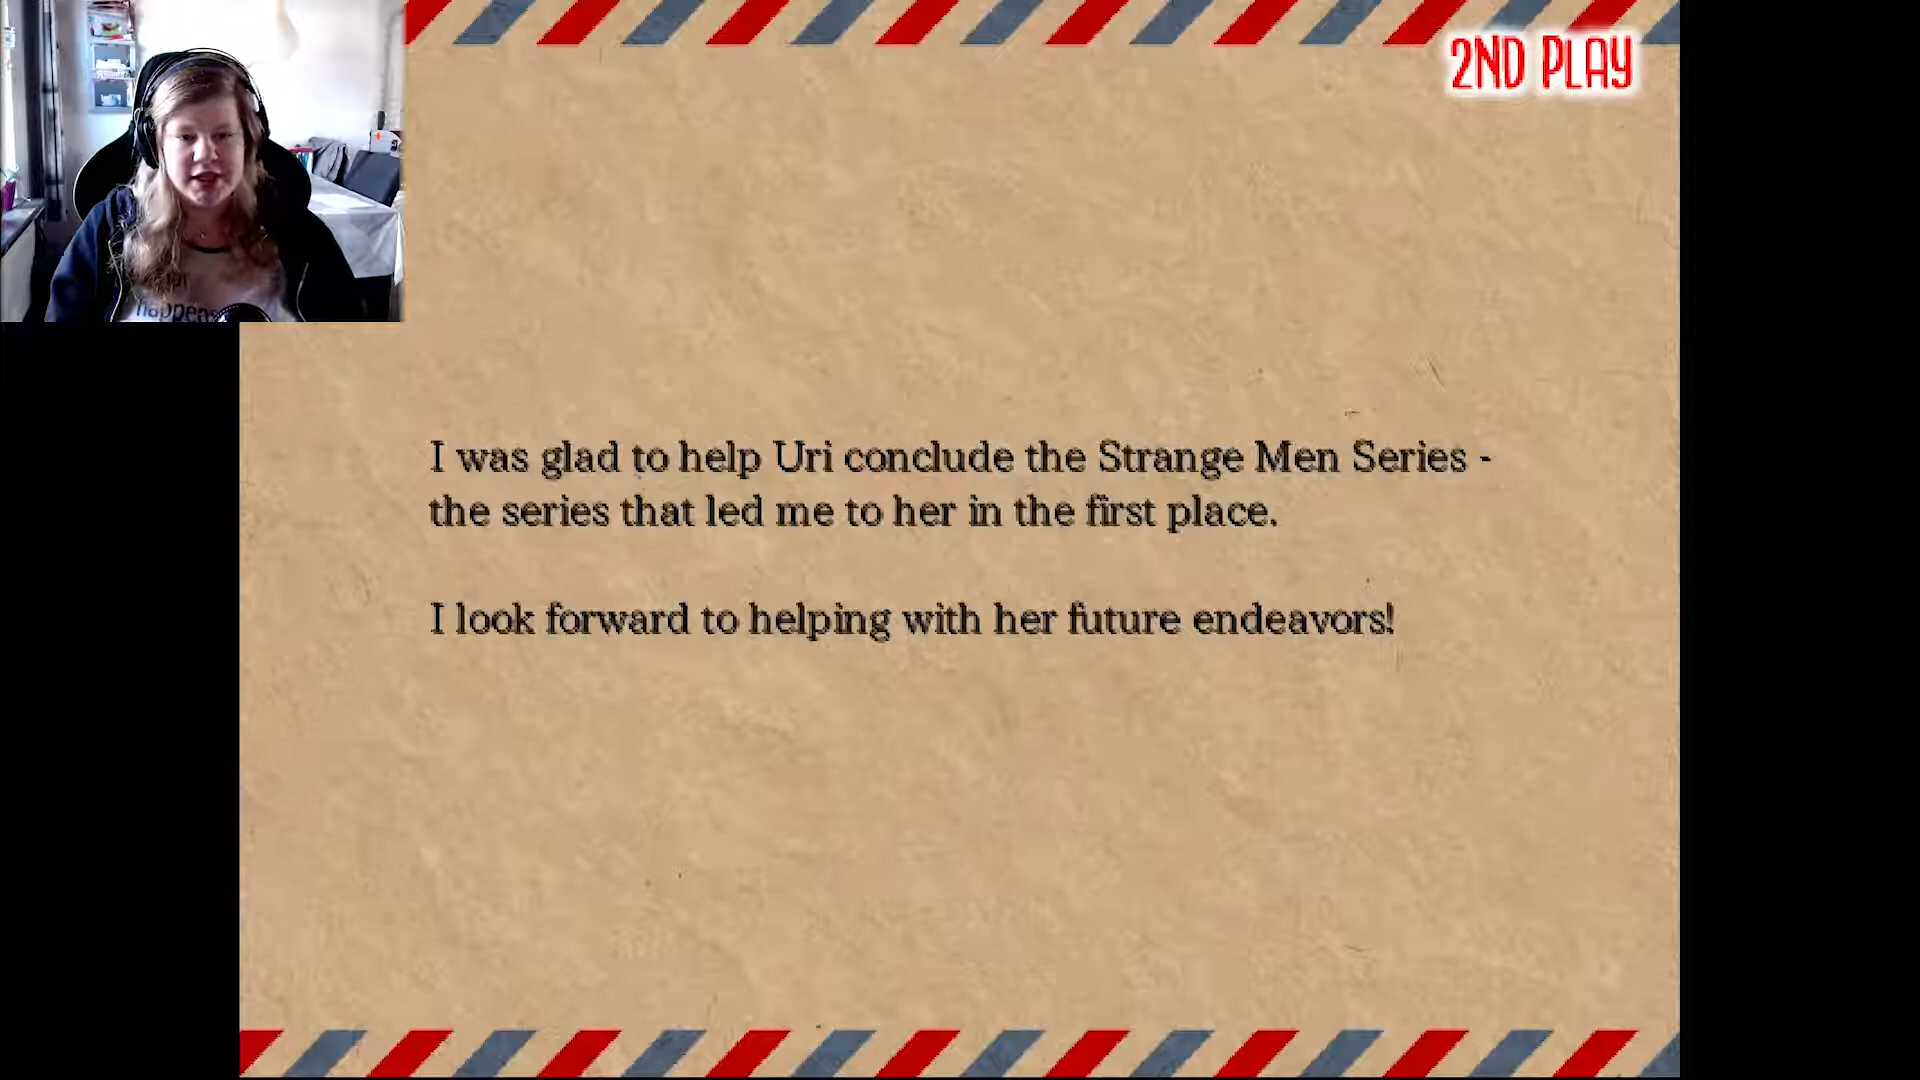 2ND PLAY
I was glad to help Uri conclude the Strange Men Series -
the series that led me to her in the first place.
I look forward to helping with her future endeavors!
happens